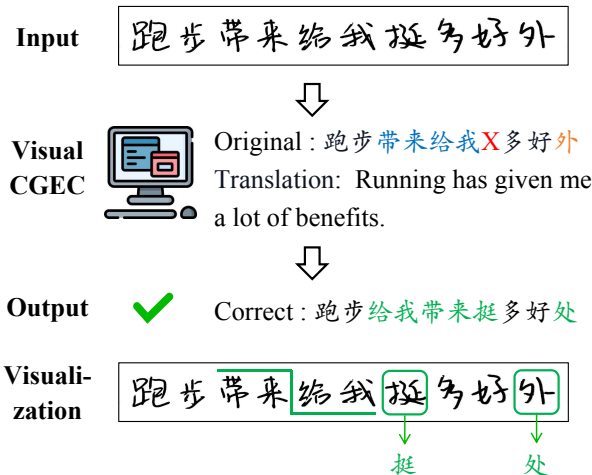 Input
跑步带来给我多好外
Visual
CGEC
Original : 跑步带来给我X多好外
Translation: Running has given me
a lot of benefits.
Output
Correct : 跑步给我带来挺多好处
Visuali-
zation
跑步带来给我多好外
挺 处